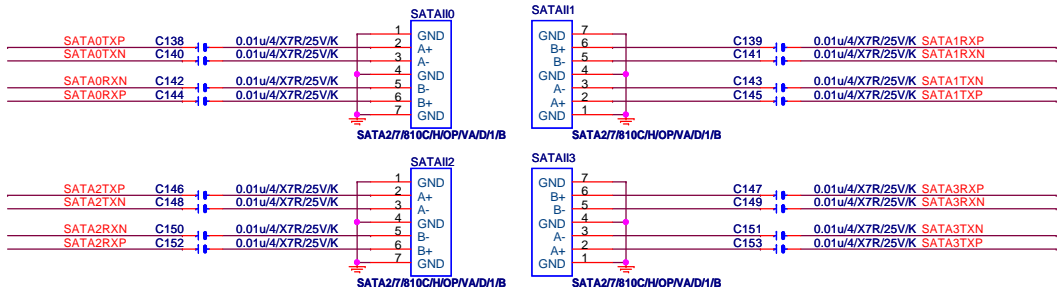 SATAII0 SATAII1
1 GND GND 7
SATA0TXP C138 0.01u/4/X7R/25V/K 2 A+ B+ 6 C139 0.01u/4/X7R/25V/K SATA1RXP
SATA0TXN C140 0.01u/4/X7R/25V/K 3 A- B- 5 C141 0.01u/4/X7R/25V/K SATA1RXN
4 GND GND 4
SATA0RXN C142 0.01u/4/X7R/25V/K 5 B- A- 3 C143 0.01u/4/X7R/25V/K SATA1TXN
SATA0RXP C144 0.01u/4/X7R/25V/K 6 B+ A+ 2 C145 0.01u/4/X7R/25V/K SATA1TXP
7 GND GND 1
SATA2/7/810C/H/OP/VA/D/1/B SATA2/7/810C/H/OP/VA/D/1/B
SATAII2 SATAII3
1 GND GND 7
SATA2TXP C146 0.01u/4/X7R/25V/K 2 A+ B+ 6 C147 0.01u/4/X7R/25V/K SATA3RXP
SATA2TXN C148 0.01u/4/X7R/25V/K 3 A- B- 5 C149 0.01u/4/X7R/25V/K SATA3RXN
4 GND GND 4
SATA2RXN C150 0.01u/4/X7R/25V/K 5 B- A- 3 C151 0.01u/4/X7R/25V/K SATA3TXN
SATA2RXP C152 0.01u/4/X7R/25V/K 6 B+ A+ 2 C153 0.01u/4/X7R/25V/K SATA3TXP
7 GND GND 1
SATA2/7/810C/H/OP/VA/D/1/B SATA2/7/810C/H/OP/VA/D/1/B